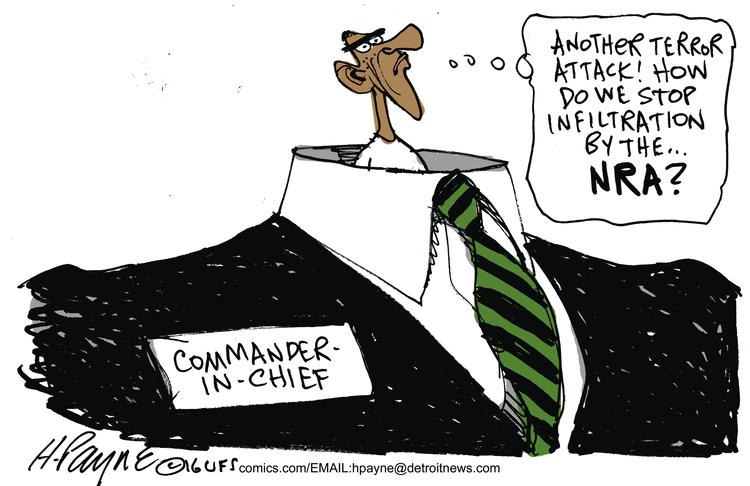 ANOTHER TERROR
ATTACK! HOW
DO WE STOP
INFILTRATION
BY THE...
NRA?
COMMANDER-
IN-CHIEF
H.Payne ©16UFS comics.com/EMAIL:hpayne@detroitnews.com